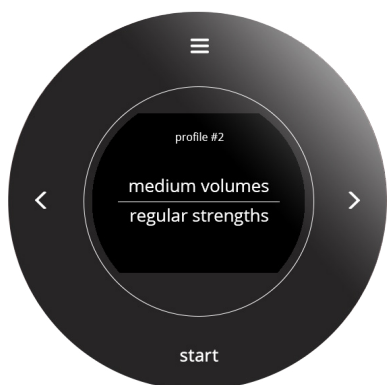 profile #2
medium volumes
regular strengths
start